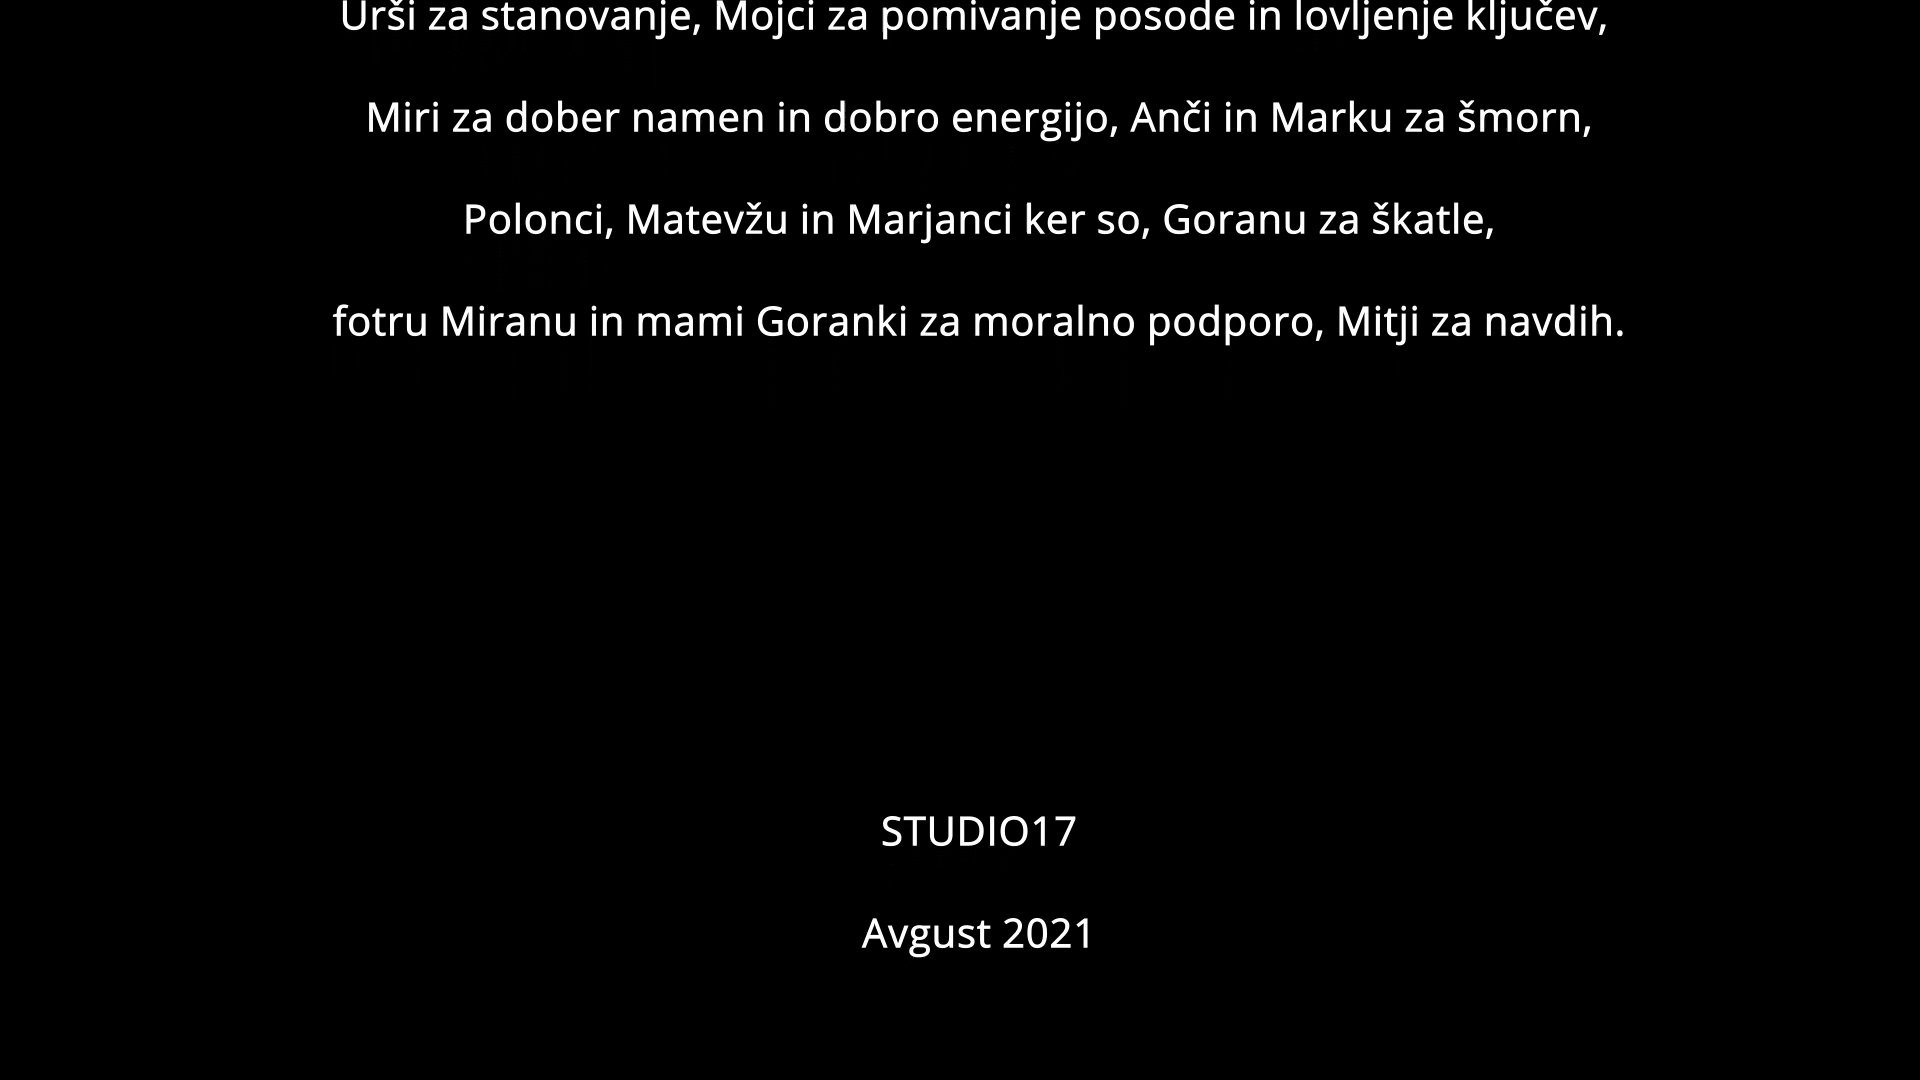 Urši za stanovanje, Mojci za pomivanje posode in lovljenje ključev,
Miri za dober namen in dobro energijo, Anči in Marku za šmorn,
Polonci, Matevžu in Marjanci ker so, Goranu za škatle,
fotru Miranu in mami Goranki za moralno podporo, Mitji za navdih.
STUDIO17
Avgust 2021